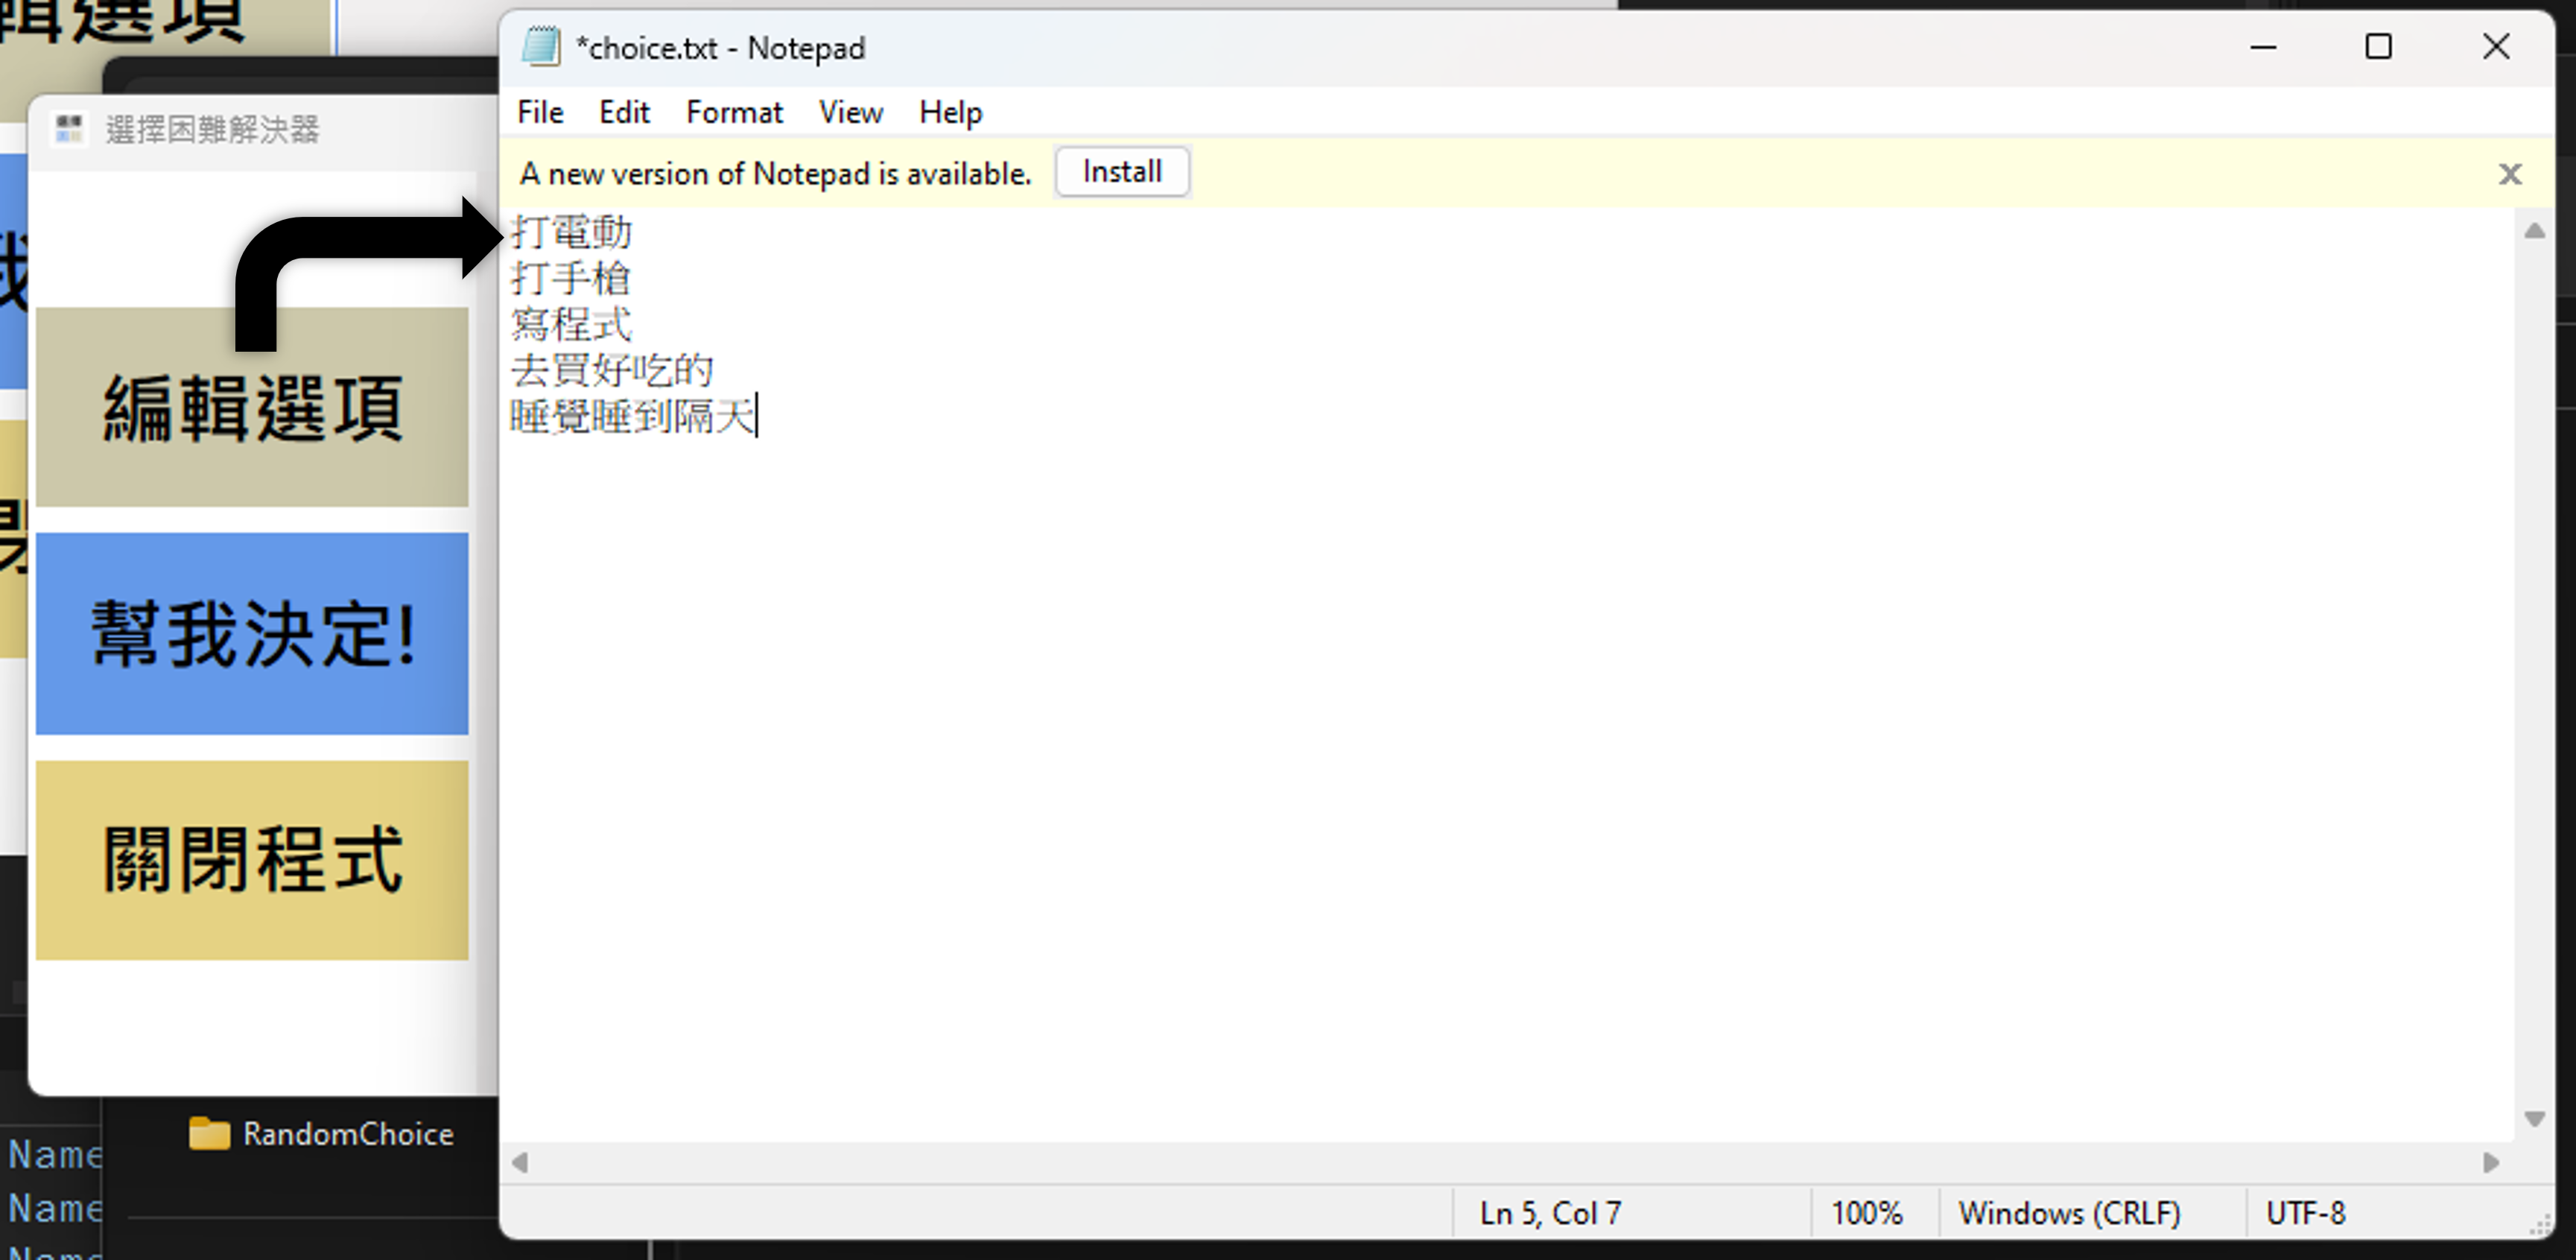 輯選項
*choice.txt - Notepad
選擇困難解決器
File Edit Format View Help
A new version of Notepad is available. Install
打電動
打手槍
寫程式
去買好吃的
睡覺睡到隔天
編輯選項
幫我決定!
關閉程式
RandomChoice
Name
Name
Name
Ln 5, Col 7 100% Windows (CRLF) UTF-8